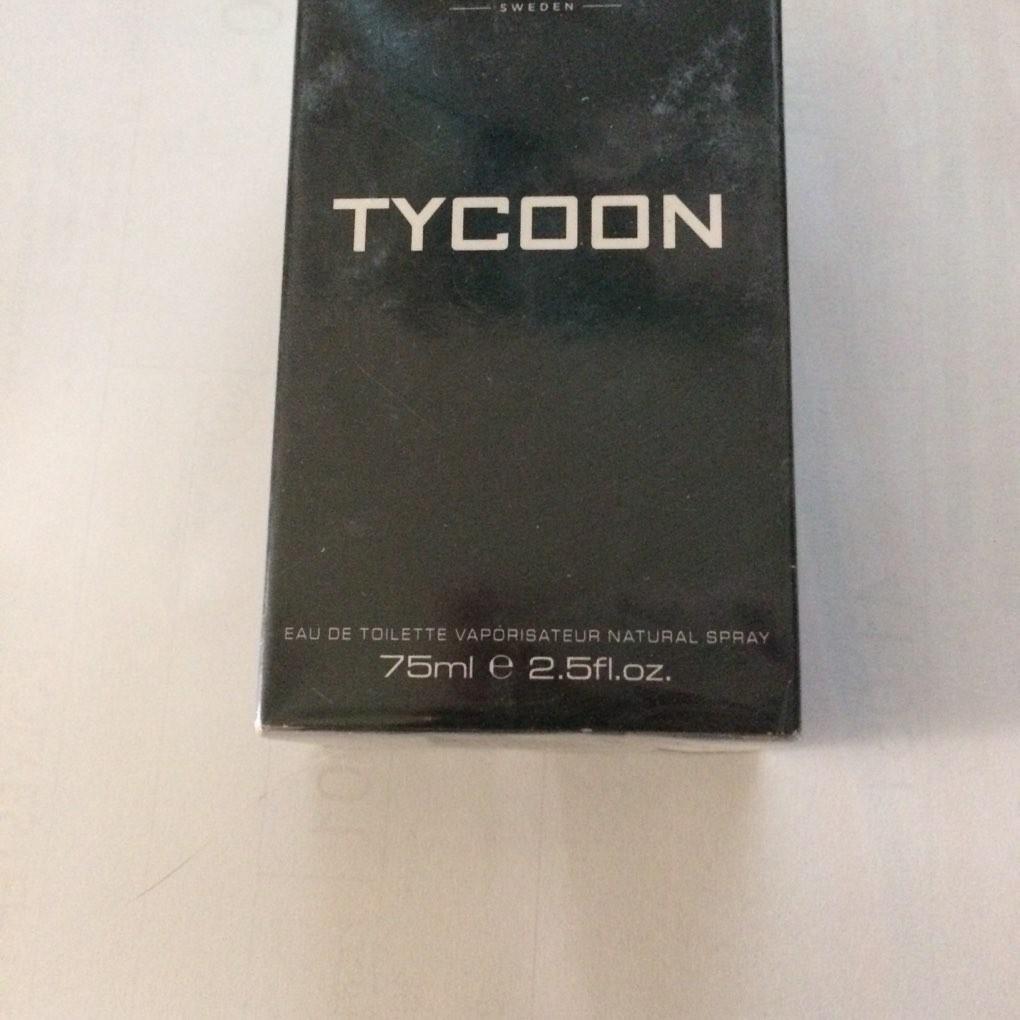 SWEDEN
TYCOON
EAU DE TOILETTE VAPORISATEUR NATURAL SPRAY
75ml e 2.5fl.oz.